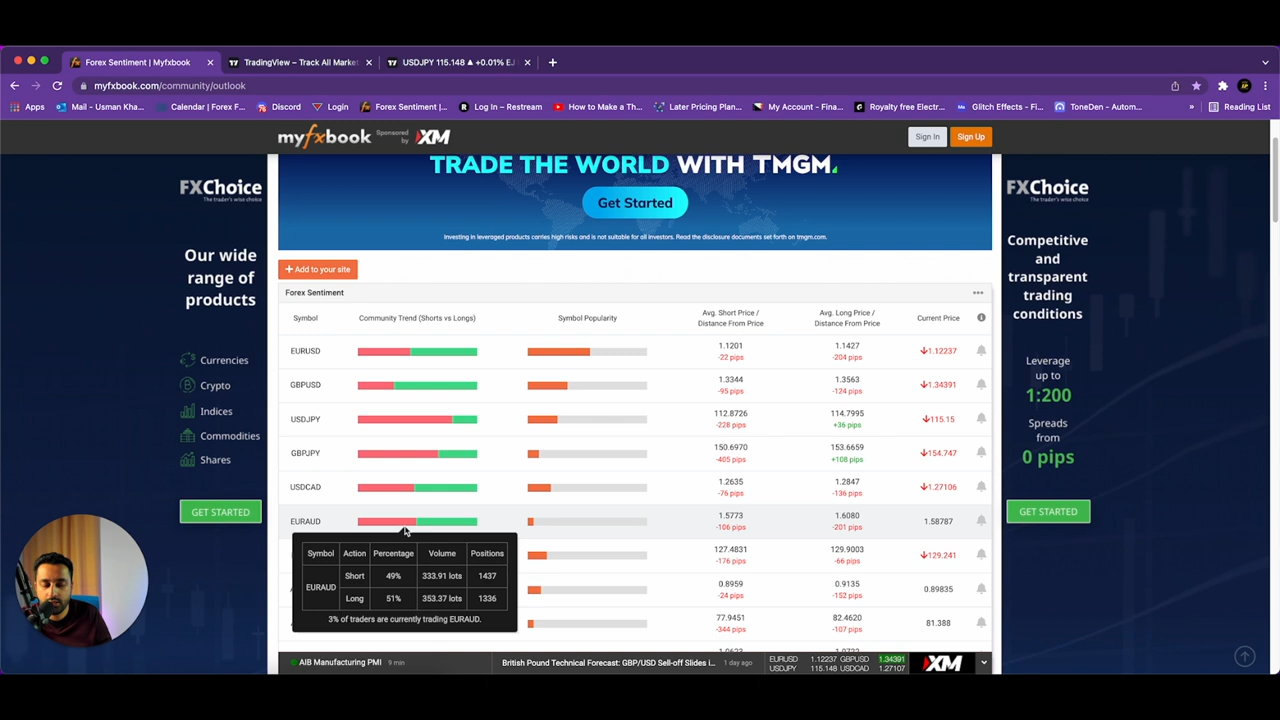 Forex Sentiment | Myfxbook
TradingView – Track All Market
USDJPY 115.148 ▲ +0.01% EJ
myfxbook.com/community/outlook
Apps
Mail - Usman Kha...
Calendar | Forex F...
Discord
Login
Forex Sentiment |...
Log In – Restream
How to Make a Th...
Later Pricing Plan...
My Account - Fina...
Royalty free Electr...
Glitch Effects – Fi...
ToneDen - Autom...
»
Reading List
myfxbook
Sponsored by XM
Sign In
Sign Up
TRADE THE WORLD WITH TMGM.
Get Started
Investing in leveraged products carries high risks and is not suitable for all investors. Read the disclosure documents set forth on tmgm.com.
FXChoice
The trader's wise choice
Our wide
range of
products
Currencies
Crypto
Indices
Commodities
Shares
GET STARTED
FXChoice
The trader's wise choice
Competitive
and
transparent
trading
conditions
Leverage
up to
1:200
Spreads
from
0 pips
GET STARTED
+ Add to your site
Forex Sentiment
Symbol Community Trend (Shorts vs Longs) Symbol Popularity Avg. Short Price / Distance From Price Avg. Long Price / Distance From Price Current Price
EURUSD 1.1201 -22 pips 1.1427 -204 pips 1.12237
GBPUSD 1.3344 -95 pips 1.3563 -124 pips 1.34391
USDJPY 112.8726 -228 pips 114.7995 +36 pips 115.15
GBPJPY 150.6970 -405 pips 153.6659 +108 pips 154.747
USDCAD 1.2635 -76 pips 1.2847 -136 pips 1.27106
EURAUD 1.5773 -106 pips 1.6080 -201 pips 1.58787
127.4831 -176 pips 129.9003 -66 pips 129.241
0.8959 -24 pips 0.9135 -152 pips 0.89835
77.9451 -344 pips 82.4620 -107 pips 81.388
Symbol Action Percentage Volume Positions
EURAUD
Short 49% 333.91 lots 1437
Long 51% 353.37 lots 1336
3% of traders are currently trading EURAUD.
AIB Manufacturing PMI 9 min
British Pound Technical Forecast: GBP/USD Sell-off Slides i... 1 day ago
EURUSD 1.12237 GBPUSD 1.34391
USDJPY 115.148 USDCAD 1.27107
XM